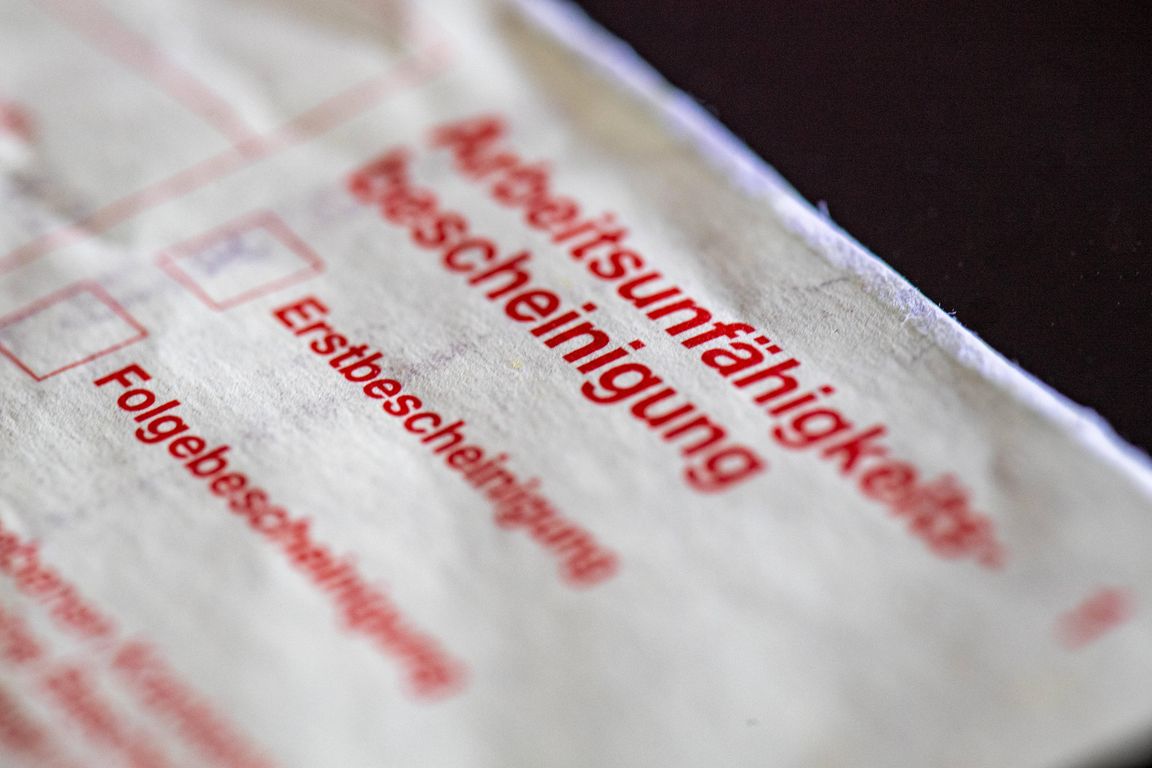 Arbeitsunfähigkeits-
bescheinigung
Erstbescheinigung
Folgebescheinigung